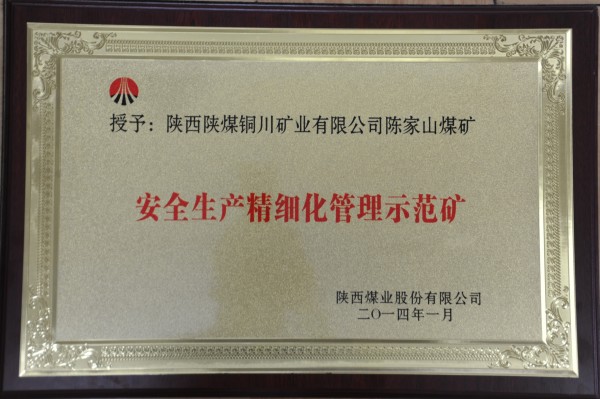 授予：陕西陕煤铜川矿业有限公司陈家山煤矿
安全生产精细化管理示范矿
陕西煤业股份有限公司
二〇一四年一月